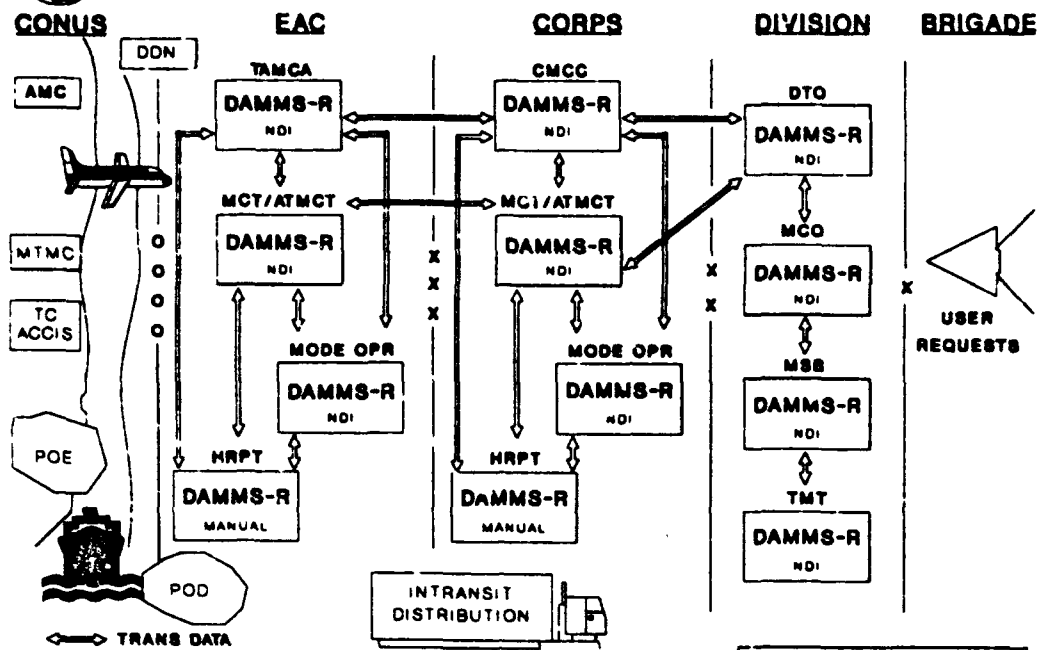 CONUS EAC CORPS DIVISION BRIGADE
DDN
AMC
MTMC
TC
ACCIS
POE
POD
TRANS DATA
TAMCA
DAMMS-R
NDI
MCT/ATMCT
DAMMS-R
NDI
MODE OPR
DAMMS-R
NDI
HRPT
DAMMS-R
MANUAL
CMCC
DAMMS-R
NDI
MCT/ATMCT
DAMMS-R
NDI
MODE OPR
DAMMS-R
NDI
HRPT
DAMMS-R
MANUAL
INTRANSIT
DISTRIBUTION
DTO
DAMMS-R
NDI
MCO
DAMMS-R
NDI
MSB
DAMMS-R
NDI
TMT
DAMMS-R
NDI
USER
REQUESTS
o
o
o
o
x
x
x
x
x
x